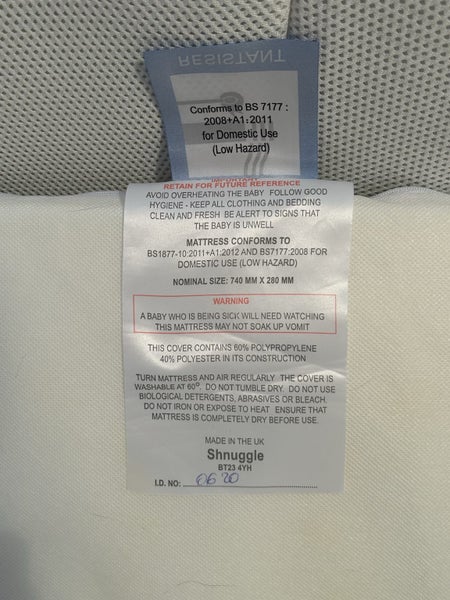 RESISTANT
Conforms to BS 7177 :
2008+A1:2011
for Domestic Use
(Low Hazard)
IMPORTANT
RETAIN FOR FUTURE REFERENCE
AVOID OVERHEATING THE BABY FOLLOW GOOD
HYGIENE - KEEP ALL CLOTHING AND BEDDING
CLEAN AND FRESH BE ALERT TO SIGNS THAT
THE BABY IS UNWELL
MATTRESS CONFORMS TO
BS1877-10:2011+A1:2012 AND BS7177:2008 FOR
DOMESTIC USE (LOW HAZARD)
NOMINAL SIZE: 740 MM X 280 MM
WARNING
A BABY WHO IS BEING SICK WILL NEED WATCHING
THIS MATTRESS MAY NOT SOAK UP VOMIT
THIS COVER CONTAINS 60% POLYPROPYLENE
40% POLYESTER IN ITS CONSTRUCTION
TURN MATTRESS AND AIR REGULARLY THE COVER IS
WASHABLE AT 60º. DO NOT TUMBLE DRY. DO NOT USE
BIOLOGICAL DETERGENTS, ABRASIVES OR BLEACH.
DO NOT IRON OR EXPOSE TO HEAT ENSURE THAT
MATTRESS IS COMPLETELY DRY BEFORE USE.
MADE IN THE UK
Shnuggle
BT23 4YH
I.D. NO: 06 20